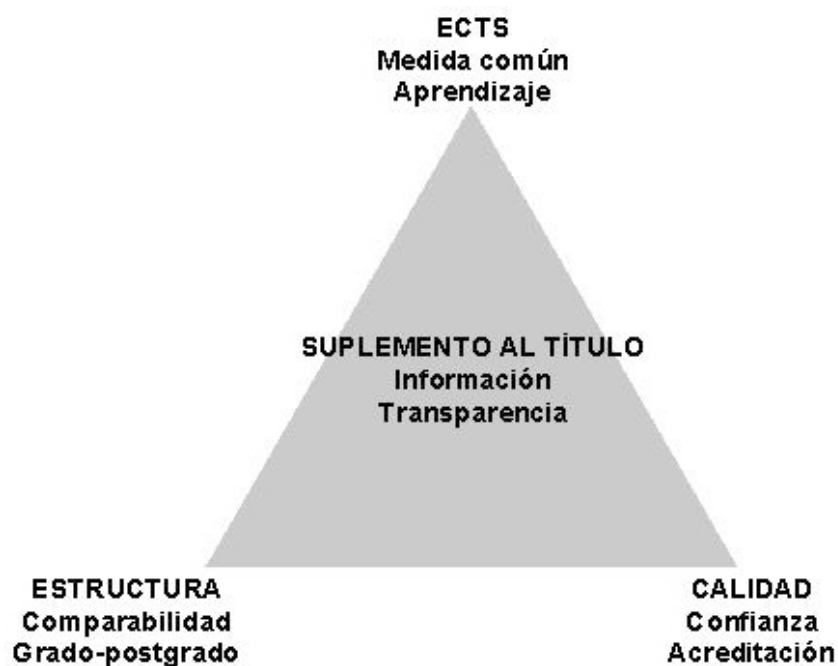 ECTS
Medida común
Aprendizaje
SUPLEMENTO AL TÍTULO
Información
Transparencia
ESTRUCTURA
Comparabilidad
Grado-postgrado
CALIDAD
Confianza
Acreditación